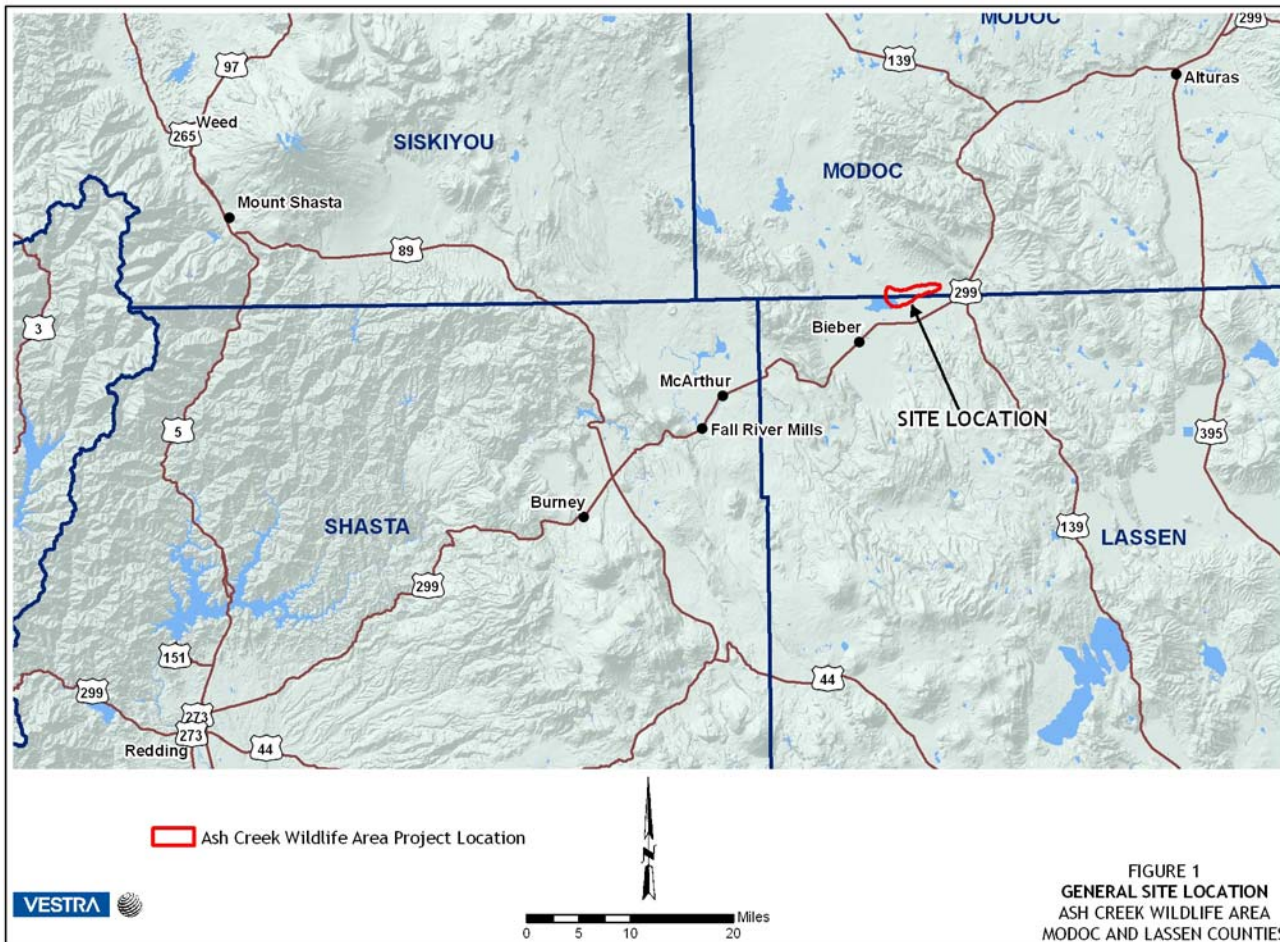 MODOC
299
97
139
Alturas
Weed
265
SISKIYOU
MODOC
Mount Shasta
89
299
3
Bieber
McArthur
SITE LOCATION
Fall River Mills
5
395
Burney
SHASTA
139
LASSEN
299
151
44
299
273
273
Redding
44
Ash Creek Wildlife Area Project Location
N
VESTRA
Miles
0 5 10 20
FIGURE 1
GENERAL SITE LOCATION
ASH CREEK WILDLIFE AREA
MODOC AND LASSEN COUNTIES